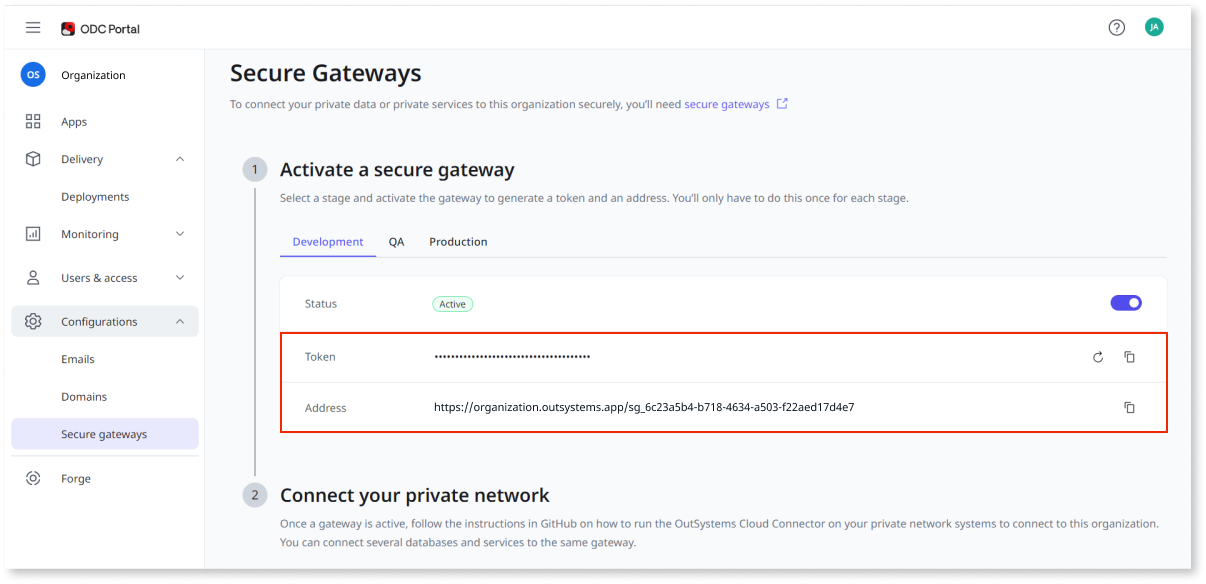 ODC Portal
?
JA
OS
Organization
Apps
Delivery
Deployments
Monitoring
Users & access
Configurations
Emails
Domains
Secure gateways
Forge
Secure Gateways
To connect your private data or private services to this organization securely, you’ll need secure gateways
1
Activate a secure gateway
Select a stage and activate the gateway to generate a token and an address. You’ll only have to do this once for each stage.
Development QA Production
Status Active
Token ••••••••••••••••••••••••••••••••••••••
Address https://organization.outsystems.app/sg_6c23a5b4-b718-4634-a503-f22aed17d4e7
2
Connect your private network
Once a gateway is active, follow the instructions in GitHub on how to run the OutSystems Cloud Connector on your private network systems to connect to this organization.
You can connect several databases and services to the same gateway.